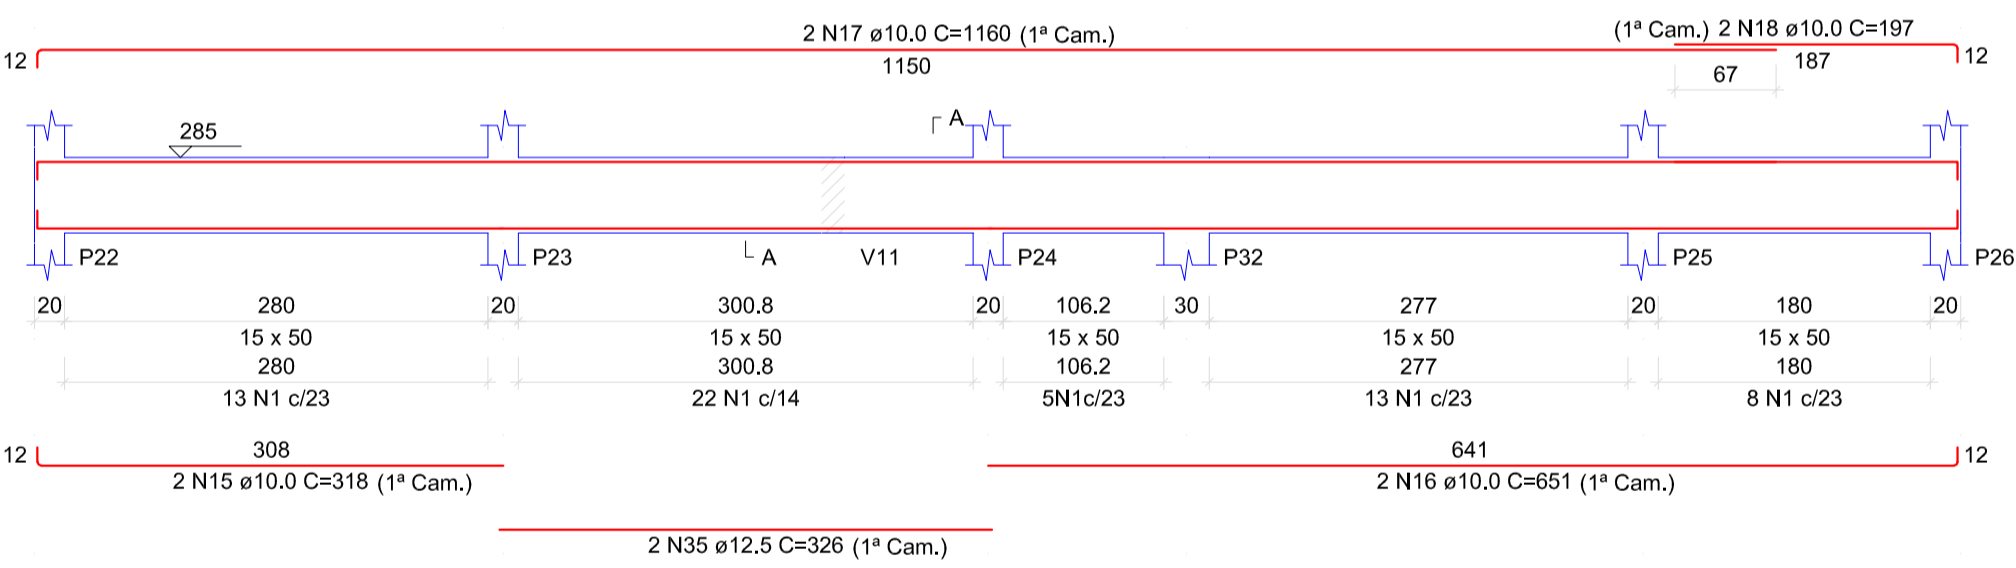 2 N17 ø10.0 C=1160 (1ª Cam.)
(1ª Cam.) 2 N18 ø10.0 C=197
12
1150
187
12
67
A
285
P22
P23
A
V11
P24
P32
P25
P26
20 280 20 300.8 20 106.2 30 277 20 180 20
15 x 50 15 x 50 15 x 50 15 x 50 15 x 50
280 300.8 106.2 277 180
13 N1 c/23 22 N1 c/14 5N1c/23 13 N1 c/23 8 N1 c/23
12 308 641 12
2 N15 ø10.0 C=318 (1ª Cam.) 2 N16 ø10.0 C=651 (1ª Cam.)
2 N35 ø12.5 C=326 (1ª Cam.)